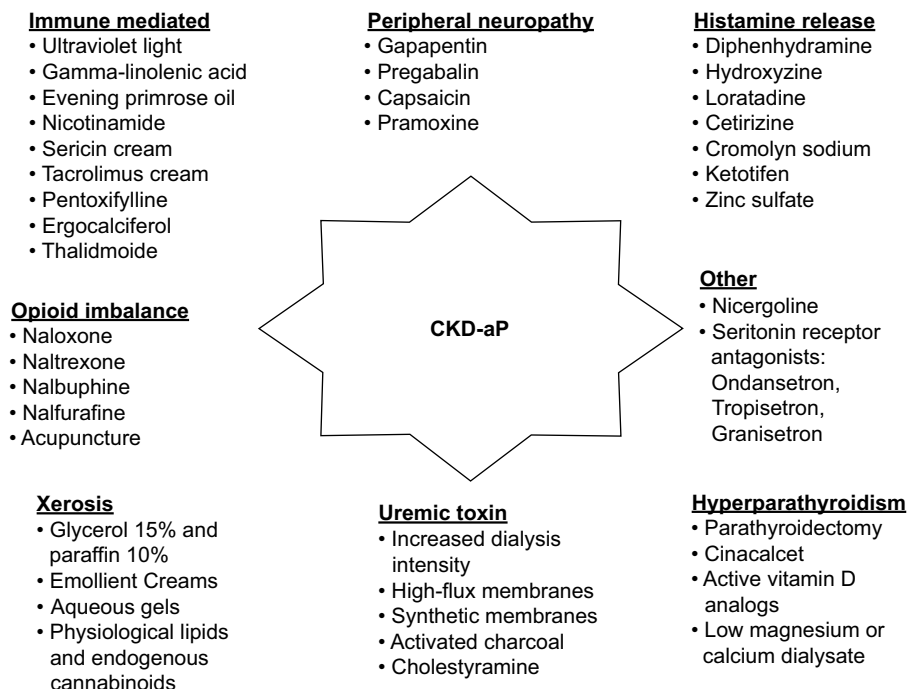 Immune mediated
• Ultraviolet light
• Gamma-linolenic acid
• Evening primrose oil
• Nicotinamide
• Sericin cream
• Tacrolimus cream
• Pentoxifylline
• Ergocalciferol
• Thalidmoide
Peripheral neuropathy
• Gapapentin
• Pregabalin
• Capsaicin
• Pramoxine
Histamine release
• Diphenhydramine
• Hydroxyzine
• Loratadine
• Cetirizine
• Cromolyn sodium
• Ketotifen
• Zinc sulfate
Opioid imbalance
• Naloxone
• Naltrexone
• Nalbuphine
• Nalfurafine
• Acupuncture
CKD-aP
Other
• Nicergoline
• Seritonin receptor
antagonists:
Ondansetron,
Tropisetron,
Granisetron
Xerosis
• Glycerol 15% and
paraffin 10%
• Emollient Creams
• Aqueous gels
• Physiological lipids
and endogenous
cannabinoids
Uremic toxin
• Increased dialysis
intensity
• High-flux membranes
• Synthetic membranes
• Activated charcoal
• Cholestyramine
Hyperparathyroidism
• Parathyroidectomy
• Cinacalcet
• Active vitamin D
analogs
• Low magnesium or
calcium dialysate